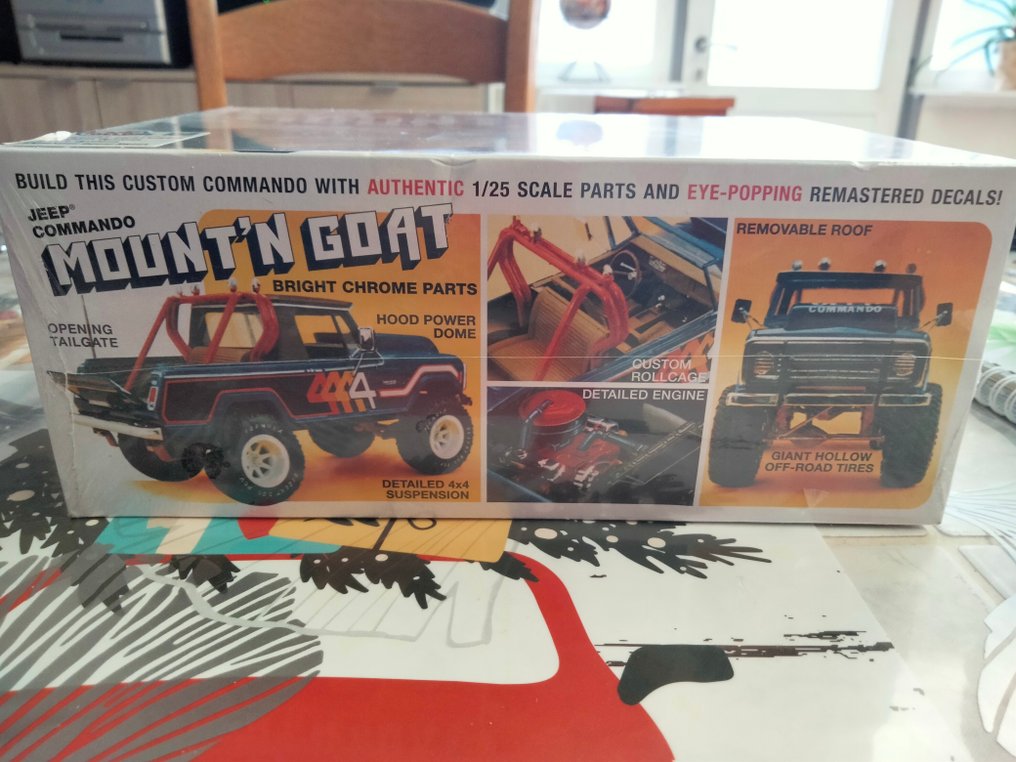 BUILD THIS CUSTOM COMMANDO WITH AUTHENTIC 1/25 SCALE PARTS AND EYE-POPPING REMASTERED DECALS!
JEEP®
COMMANDO
MOUNT'N GOAT
BRIGHT CHROME PARTS
OPENING
TAILGATE
HOOD POWER
DOME
4
DETAILED 4x4
SUSPENSION
CUSTOM
ROLLCAGE
DETAILED ENGINE
REMOVABLE ROOF
COMMANDO
GIANT HOLLOW
OFF-ROAD TIRES